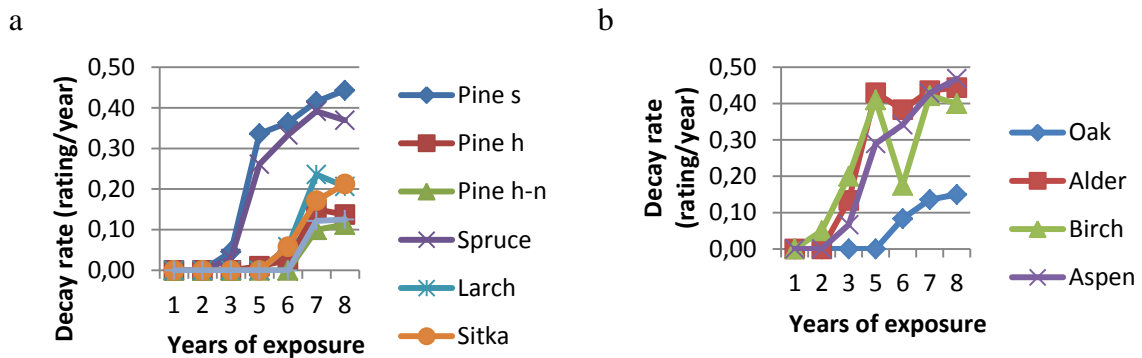 a
Decay rate (rating/year)
0,50
0,40
0,30
0,20
0,10
0,00
1 2 3 5 6 7 8
Years of exposure
Pine s
Pine h
Pine h-n
Spruce
Larch
Sitka
b
Decay rate
(rating/year)
0,50
0,40
0,30
0,20
0,10
0,00
1 2 3 5 6 7 8
Years of exposure
Oak
Alder
Birch
Aspen